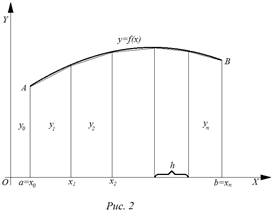 Y
y=f(x)
A
B
y₀ y₁ y₂ yₙ
h
O a=x₀ x₁ x₂ b=xₙ X
Рис. 2